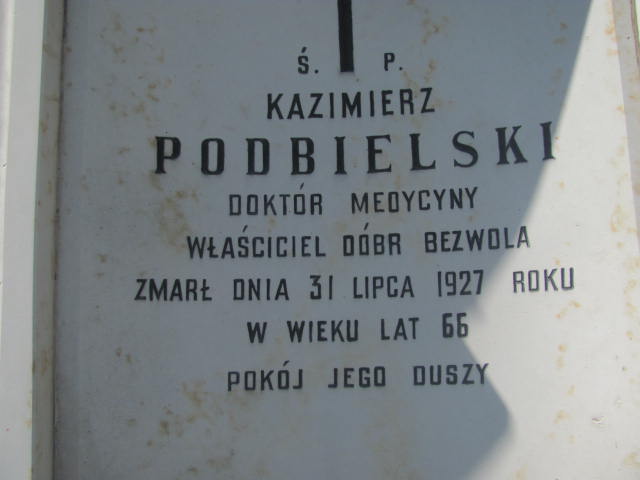 Ś. P.
KAZIMIERZ
PODBIELSKI
DOKTÓR MEDYCYNY
WŁAŚCICIEL DÓBR BEZWOLA
ZMARŁ DNIA 31 LIPCA 1927 ROKU
W WIEKU LAT 66
POKÓJ JEGO DUSZY